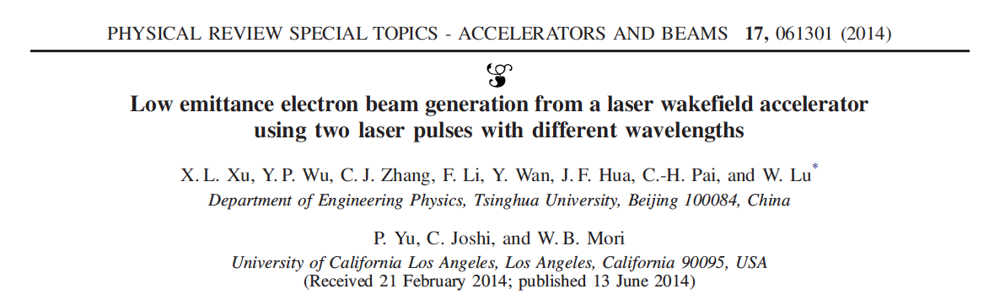 PHYSICAL REVIEW SPECIAL TOPICS - ACCELERATORS AND BEAMS 17, 061301 (2014)
Low emittance electron beam generation from a laser wakefield accelerator
using two laser pulses with different wavelengths
X. L. Xu, Y. P. Wu, C. J. Zhang, F. Li, Y. Wan, J. F. Hua, C.-H. Pai, and W. Lu*
Department of Engineering Physics, Tsinghua University, Beijing 100084, China
P. Yu, C. Joshi, and W. B. Mori
University of California Los Angeles, Los Angeles, California 90095, USA
(Received 21 February 2014; published 13 June 2014)